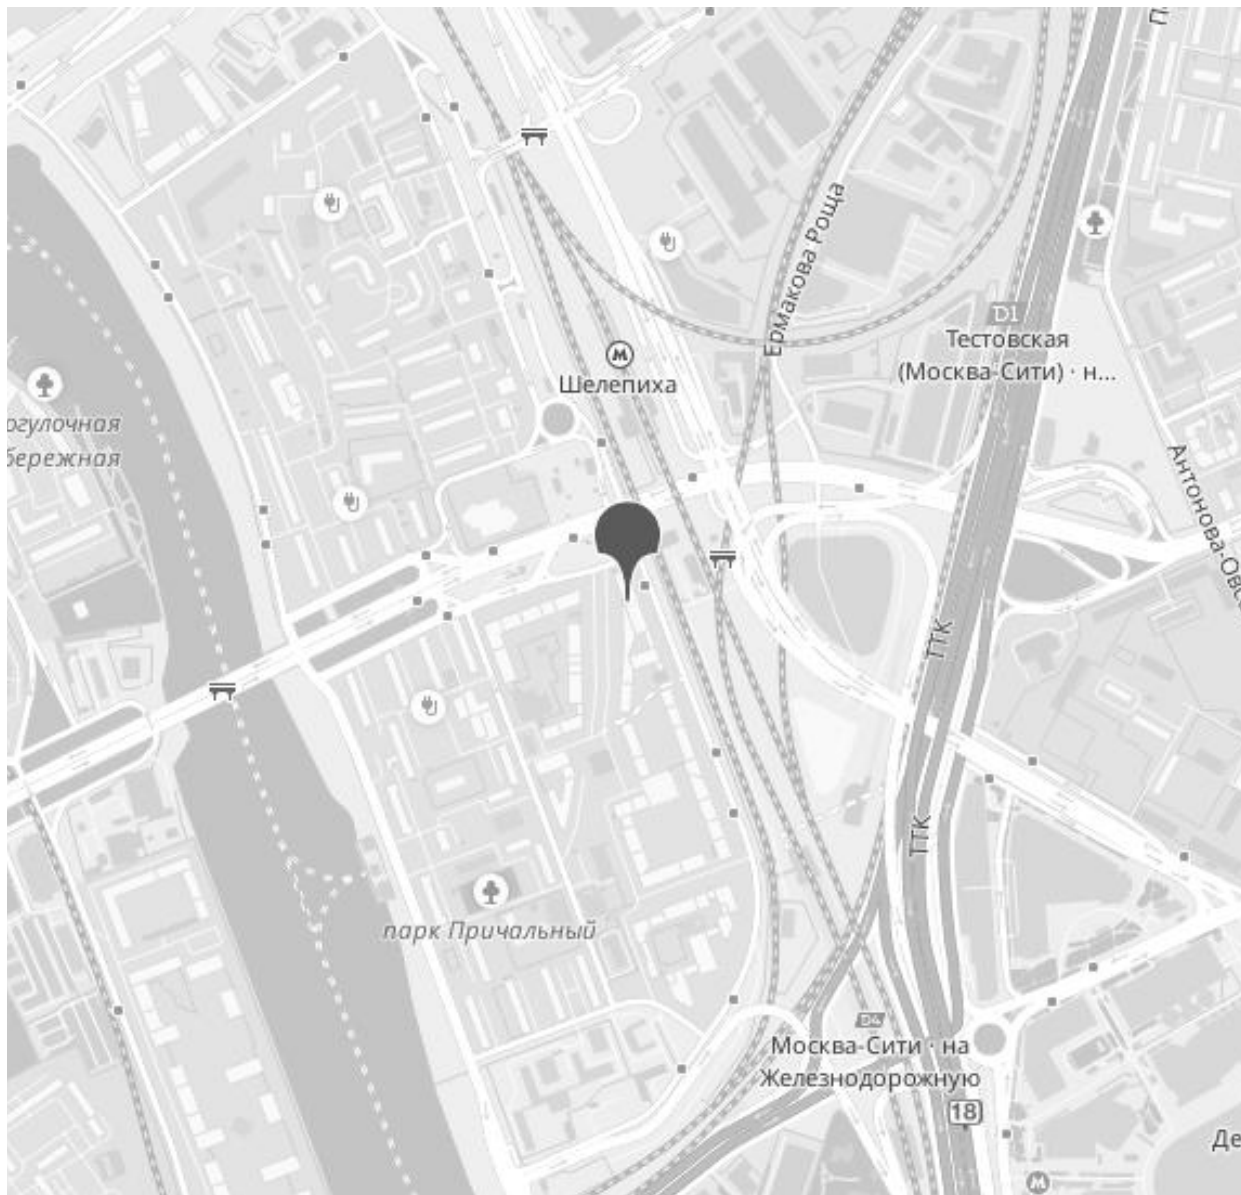 Ермакова Роща
D1
Тестовская
(Москва-Сити) · н...
М
Шелепиха
огулочная
бережная
Антонова-Овсе
ТТК
ТТК
парк Причальный
D4
Москва-Сити · на
Железнодорожную
18
Де
М